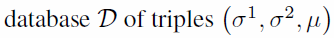 database 𝒟 of triples (σ¹, σ², μ)